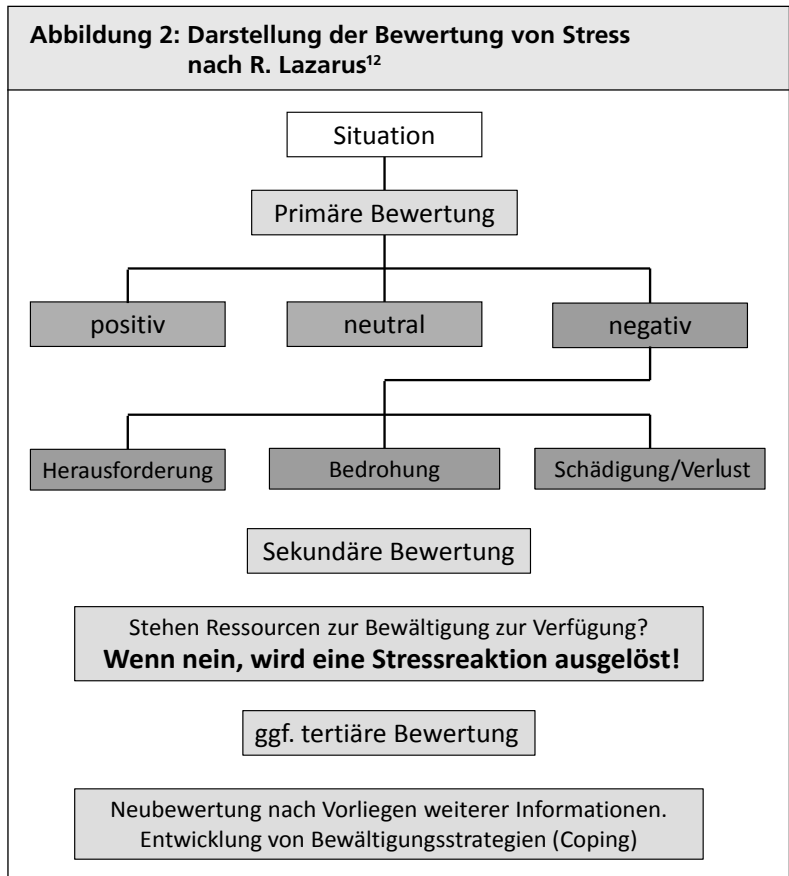 Abbildung 2: Darstellung der Bewertung von Stress
nach R. Lazarus¹²
Situation
Primäre Bewertung
positiv
neutral
negativ
Herausforderung
Bedrohung
Schädigung/Verlust
Sekundäre Bewertung
Stehen Ressourcen zur Bewältigung zur Verfügung?
Wenn nein, wird eine Stressreaktion ausgelöst!
ggf. tertiäre Bewertung
Neubewertung nach Vorliegen weiterer Informationen.
Entwicklung von Bewältigungsstrategien (Coping)